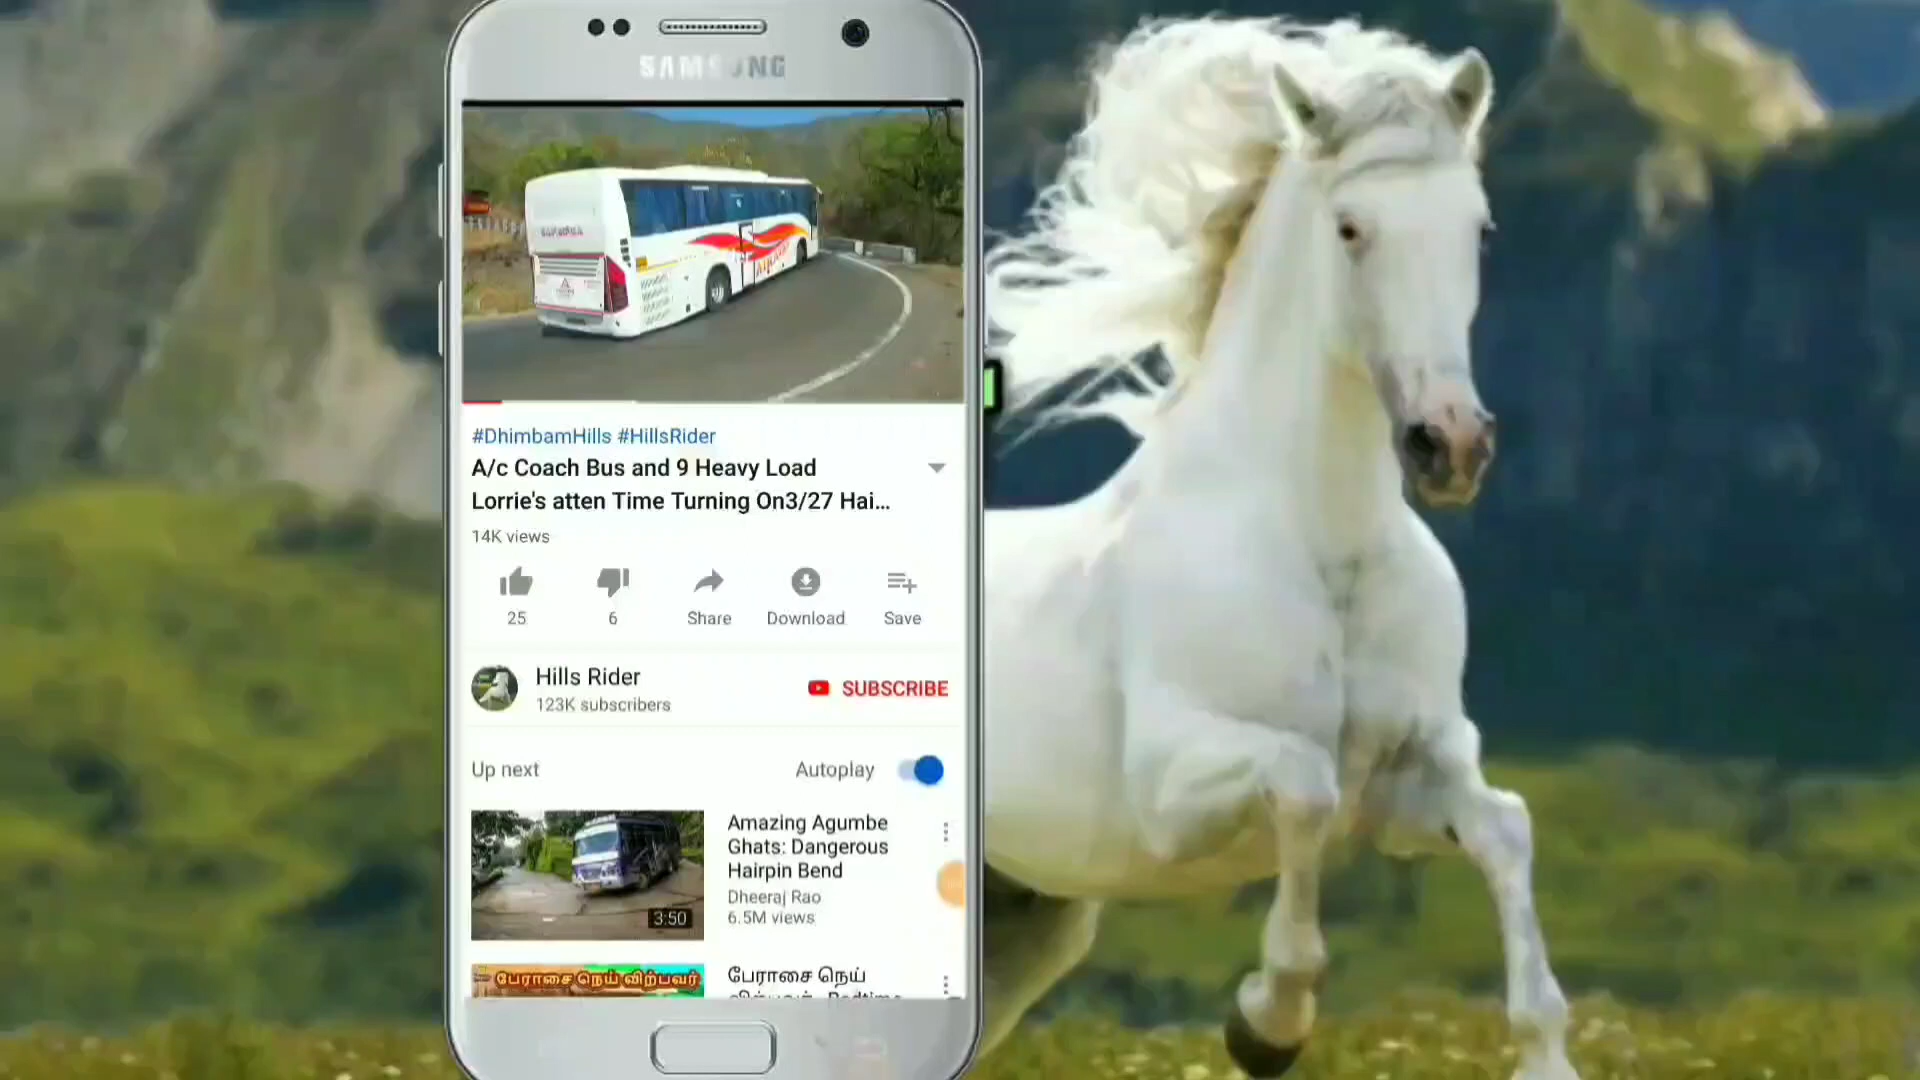 SAMSUNG
#DhimbamHills #HillsRider
A/c Coach Bus and 9 Heavy Load
Lorrie's atten Time Turning On3/27 Hai...
14K views
25
6
Share
Download
Save
Hills Rider
123K subscribers
SUBSCRIBE
Up next
Autoplay
Amazing Agumbe
Ghats: Dangerous
Hairpin Bend
Dheeraj Rao
6.5M views
3:50
பேராசை நெய் விற்பவர்
பேராசை நெய்